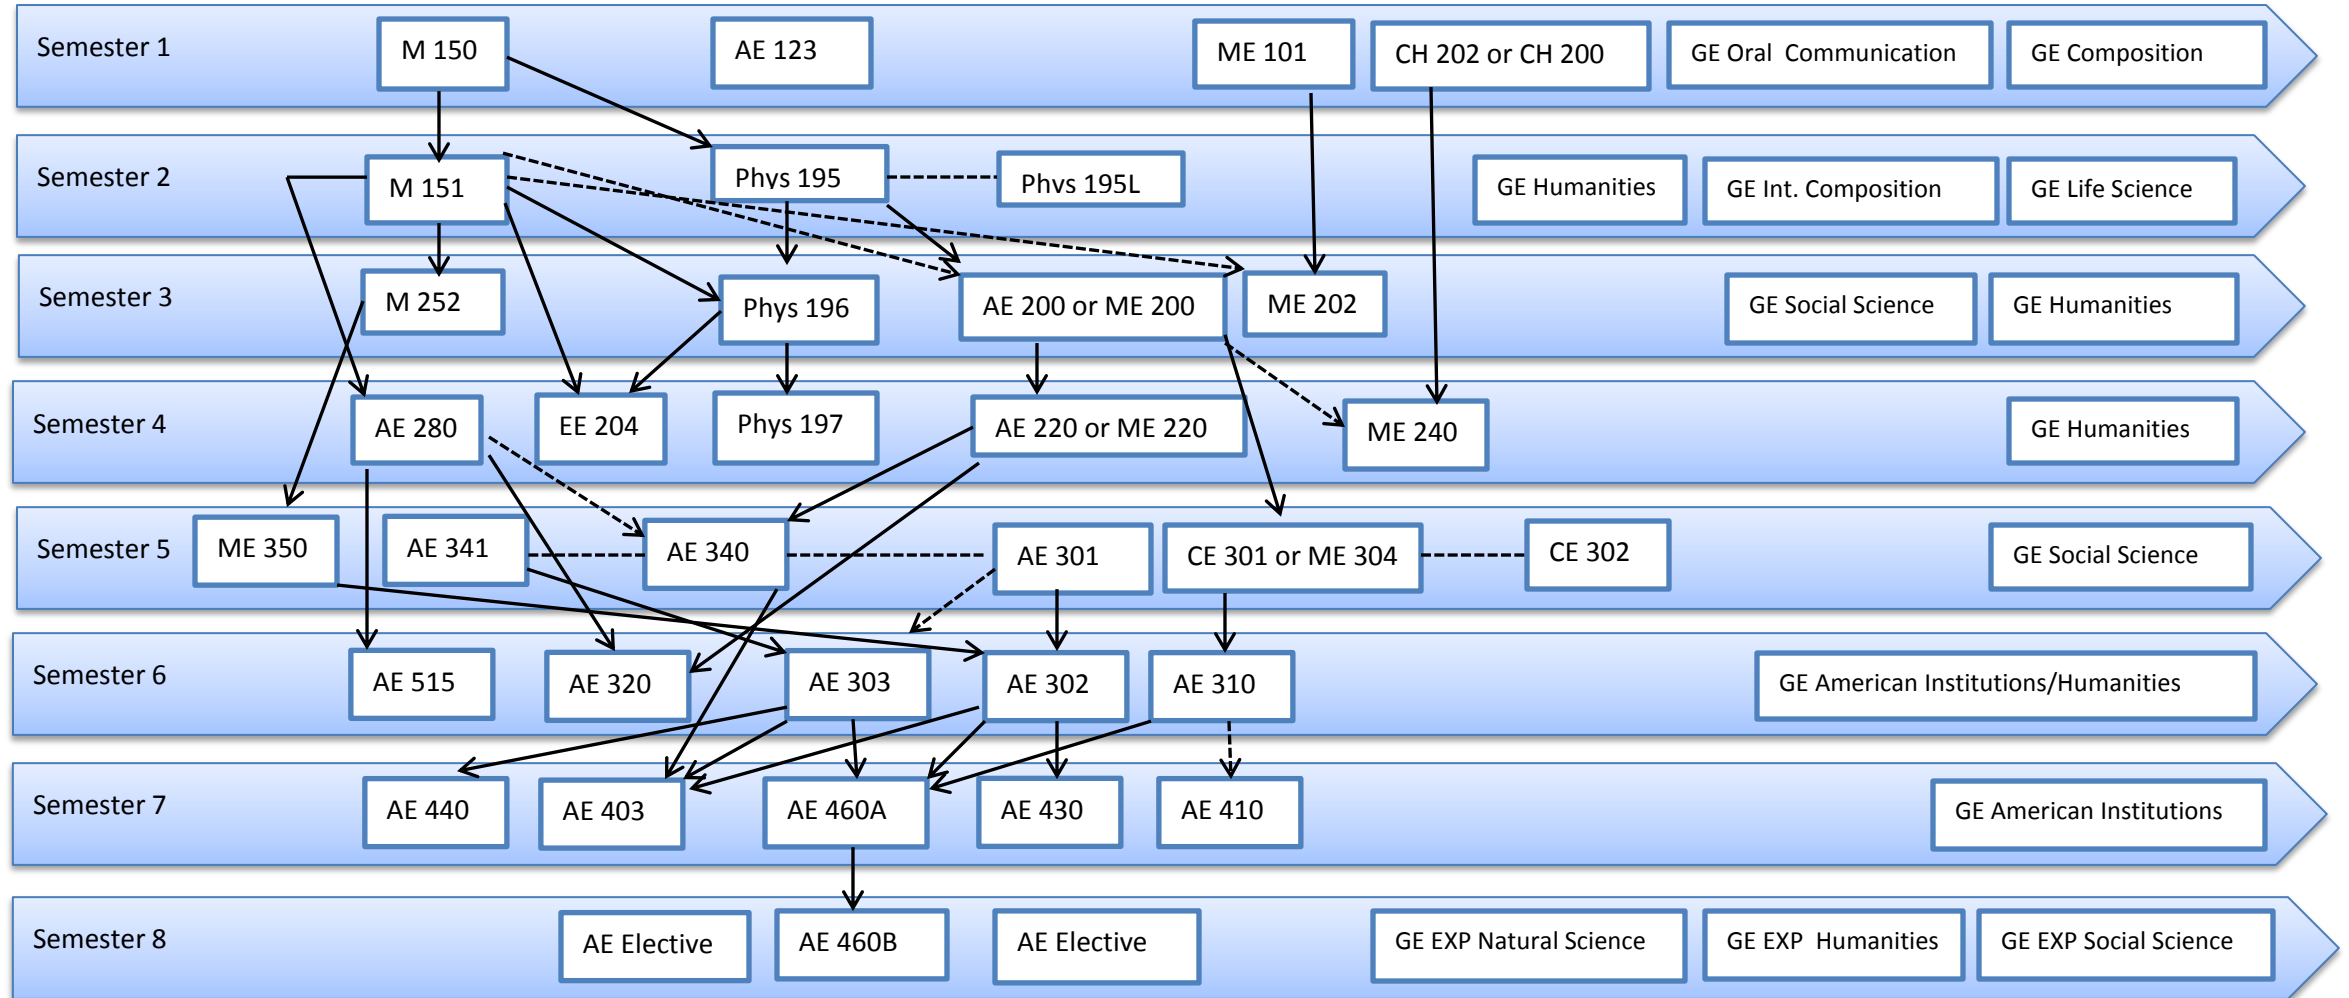 Semester 1
M 150
AE 123
ME 101
CH 202 or CH 200
GE Oral Communication
GE Composition
Semester 2
M 151
Phys 195
Phys 195L
GE Humanities
GE Int. Composition
GE Life Science
Semester 3
M 252
Phys 196
AE 200 or ME 200
ME 202
GE Social Science
GE Humanities
Semester 4
AE 280
EE 204
Phys 197
AE 220 or ME 220
ME 240
GE Humanities
Semester 5
ME 350
AE 341
AE 340
AE 301
CE 301 or ME 304
CE 302
GE Social Science
Semester 6
AE 515
AE 320
AE 303
AE 302
AE 310
GE American Institutions/Humanities
Semester 7
AE 440
AE 403
AE 460A
AE 430
AE 410
GE American Institutions
Semester 8
AE Elective
AE 460B
AE Elective
GE EXP Natural Science
GE EXP Humanities
GE EXP Social Science